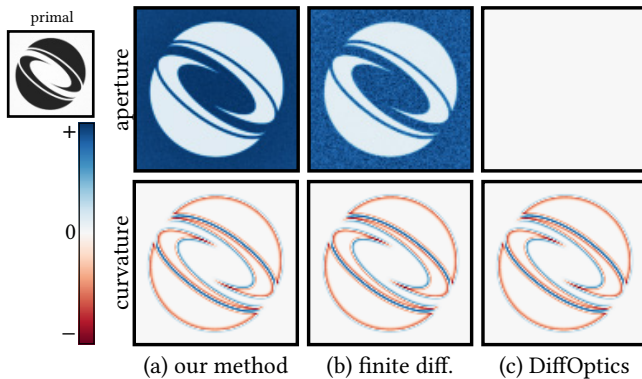 primal
aperture
+
0
−
curvature
(a) our method
(b) finite diff.
(c) DiffOptics